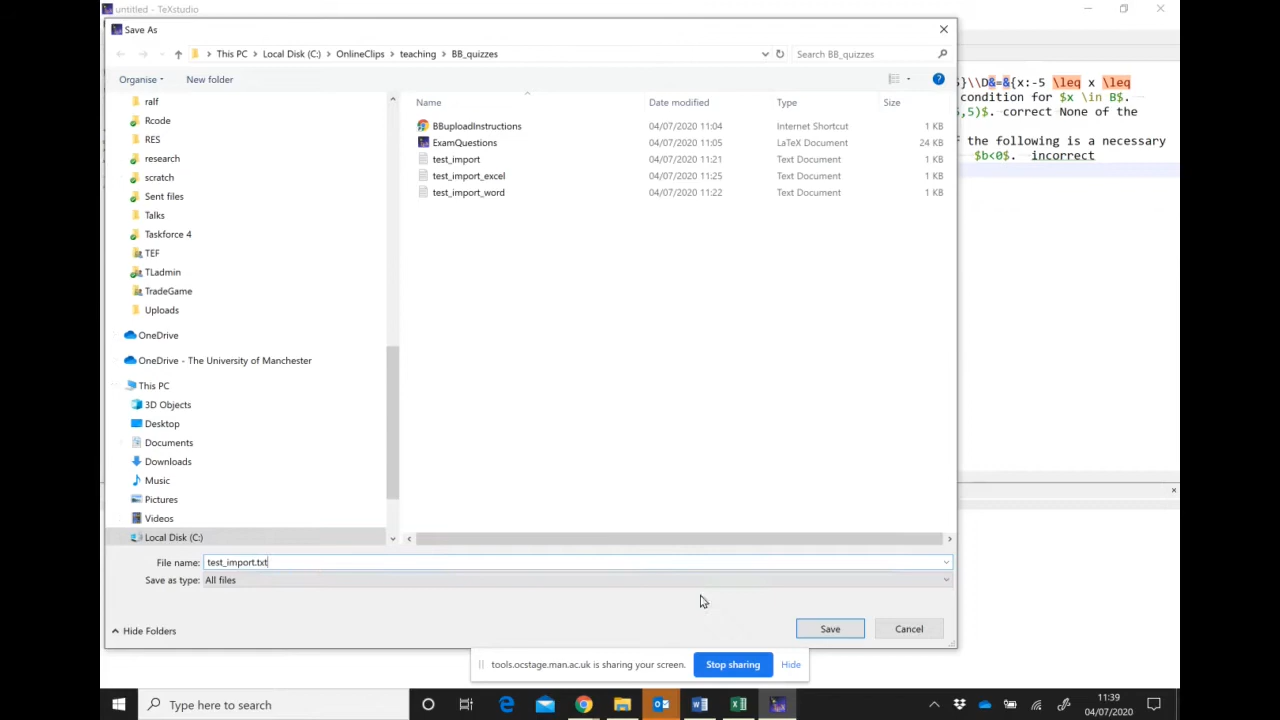 untitled - TeXstudio
Save As
This PC > Local Disk (C:) > OnlineClips > teaching > BB_quizzes
Search BB_quizzes
Organise
New folder
?
Name Date modified Type Size
BBuploadInstructions 04/07/2020 11:04 Internet Shortcut 1 KB
ExamQuestions 04/07/2020 11:05 LaTeX Document 24 KB
test_import 04/07/2020 11:21 Text Document 1 KB
test_import_excel 04/07/2020 11:25 Text Document 1 KB
test_import_word 04/07/2020 11:22 Text Document 1 KB
ralf
Rcode
RES
research
scratch
Sent files
Talks
Taskforce 4
TEF
TLadmin
TradeGame
Uploads
OneDrive
OneDrive - The University of Manchester
This PC
3D Objects
Desktop
Documents
Downloads
Music
Pictures
Videos
Local Disk (C:)
File name: test_import.txt
Save as type: All files
Hide Folders
Save
Cancel
}\\D&=&{x:-5 \leq x \leq
condition for $x \in B$.
,5)$. correct None of the
f the following is a necessary
$b<0$. incorrect
tools.ocstage.man.ac.uk is sharing your screen.
Stop sharing
Hide
Type here to search
11:39
04/07/2020